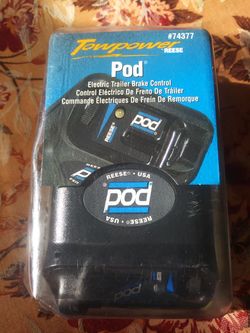 #74377
Towpower
REESE
Pod®
Electric Trailer Brake Control
Control Eléctrico De Freno De Tráiler
Commande Électriques De Frein De Remorque
REESE • USA
pod
REESE • USA
pod